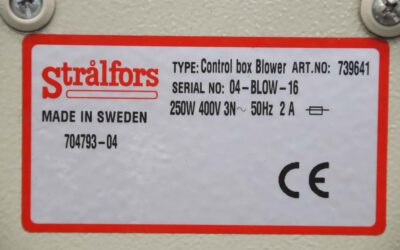 Strålfors
TYPE: Control box Blower ART.NO: 739641
SERIAL NO: 04-BLOW-16
MADE IN SWEDEN
250W 400V 3N~ 50Hz 2 A
704793-04
CE